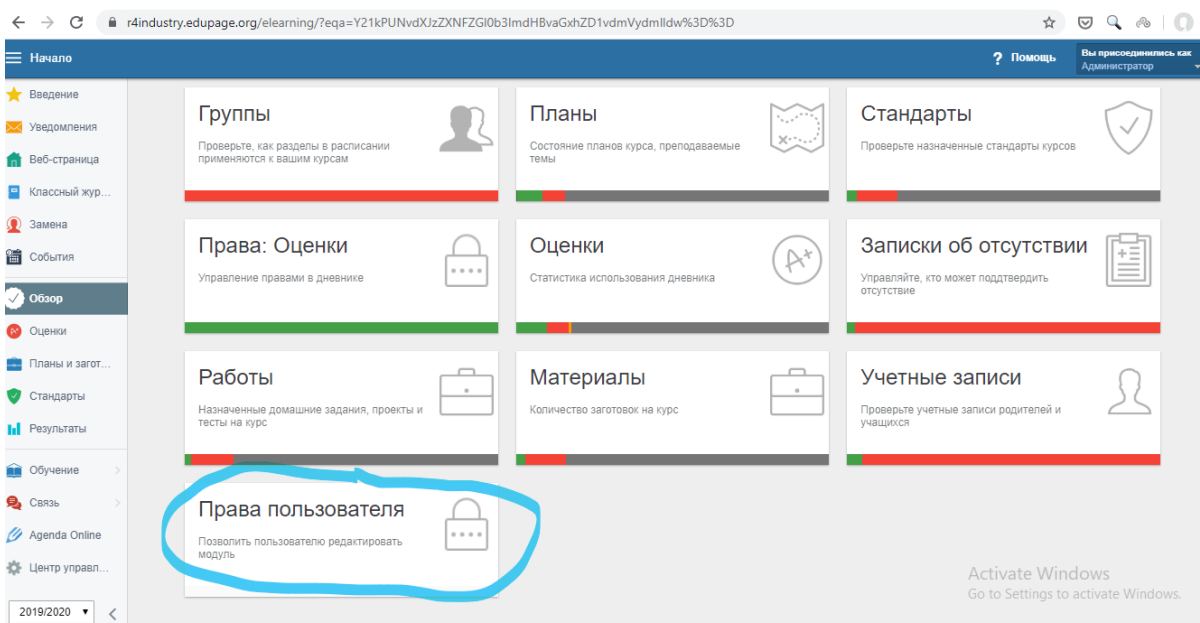 r4industry.edupage.org/elearning/?eqa=Y21kPUNvdXJzZXNFZGl0b3ImdHBvaGxhZD1vdmVydmlldw%3D%3D
Начало
? Помощь
Вы присоединились как
Администратор
Введение
Уведомления
Веб-страница
Классный жур...
Замена
События
Обзор
Оценки
Планы и загот...
Стандарты
Результаты
Обучение
Связь
Agenda Online
Центр управл...
2019/2020
Группы
Проверьте, как разделы в расписании
применяются к вашим курсам
Планы
Состояние планов курса, преподаваемые
темы
Стандарты
Проверьте назначенные стандарты курсов
Права: Оценки
Управление правами в дневнике
Оценки
Статистика использования дневника
A+
Записки об отсутствии
Управляйте, кто может поддтвердить
отсутствие
Работы
Назначенные домашние задания, проекты и
тесты на курс
Материалы
Количество заготовок на курс
Учетные записи
Проверьте учетные записи родителей и
учащихся
Права пользователя
Позволить пользователю редактировать
модуль
Activate Windows
Go to Settings to activate Windows.